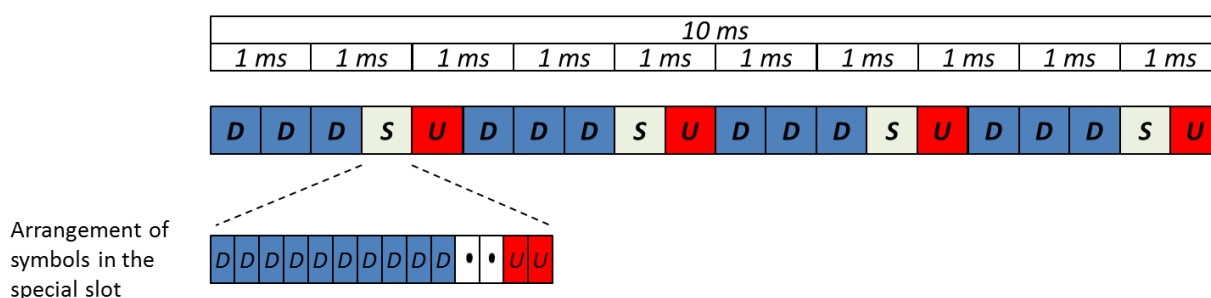 10 ms
1 ms 1 ms 1 ms 1 ms 1 ms 1 ms 1 ms 1 ms 1 ms 1 ms
D D D S U D D D S U D D D S U D D D S U
Arrangement of
symbols in the
special slot
D D D D D D D D D D • • U U